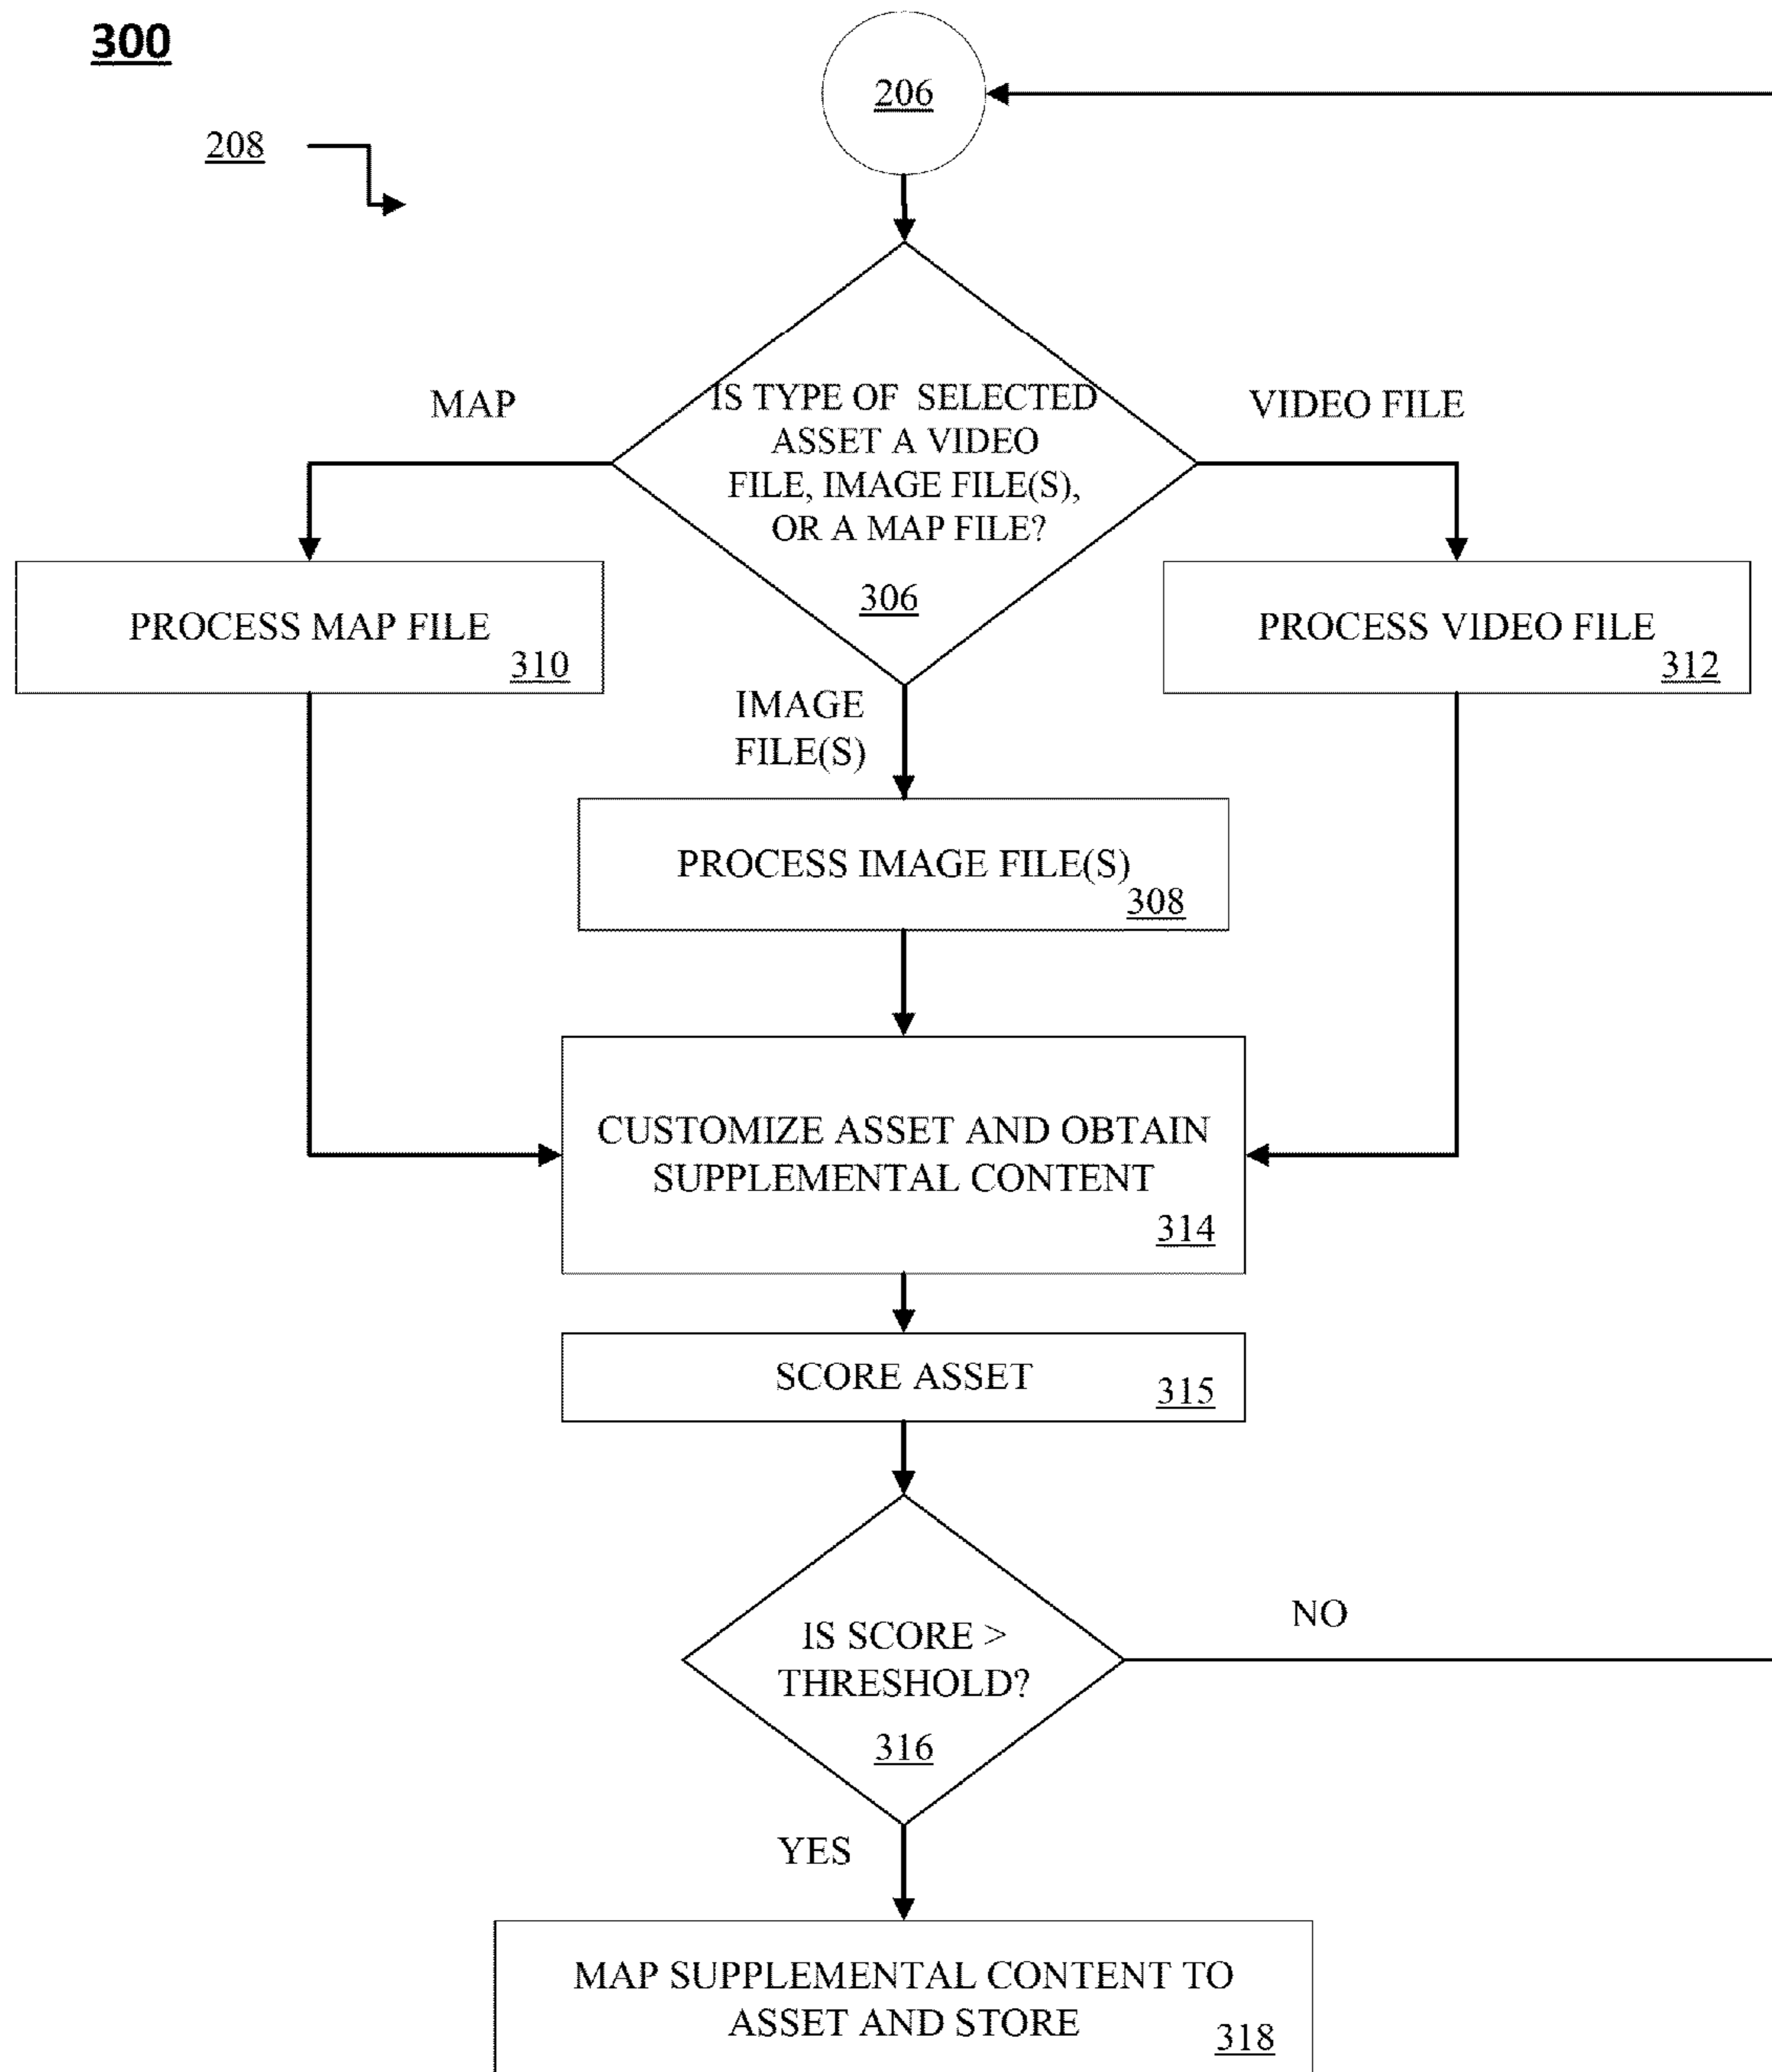 300
206
208
MAP
IS TYPE OF SELECTED
ASSET A VIDEO
FILE, IMAGE FILE(S),
OR A MAP FILE?
306
VIDEO FILE
PROCESS MAP FILE
310
PROCESS VIDEO FILE
312
IMAGE
FILE(S)
PROCESS IMAGE FILE(S)
308
CUSTOMIZE ASSET AND OBTAIN
SUPPLEMENTAL CONTENT
314
SCORE ASSET
315
IS SCORE >
THRESHOLD?
316
NO
YES
MAP SUPPLEMENTAL CONTENT TO
ASSET AND STORE
318